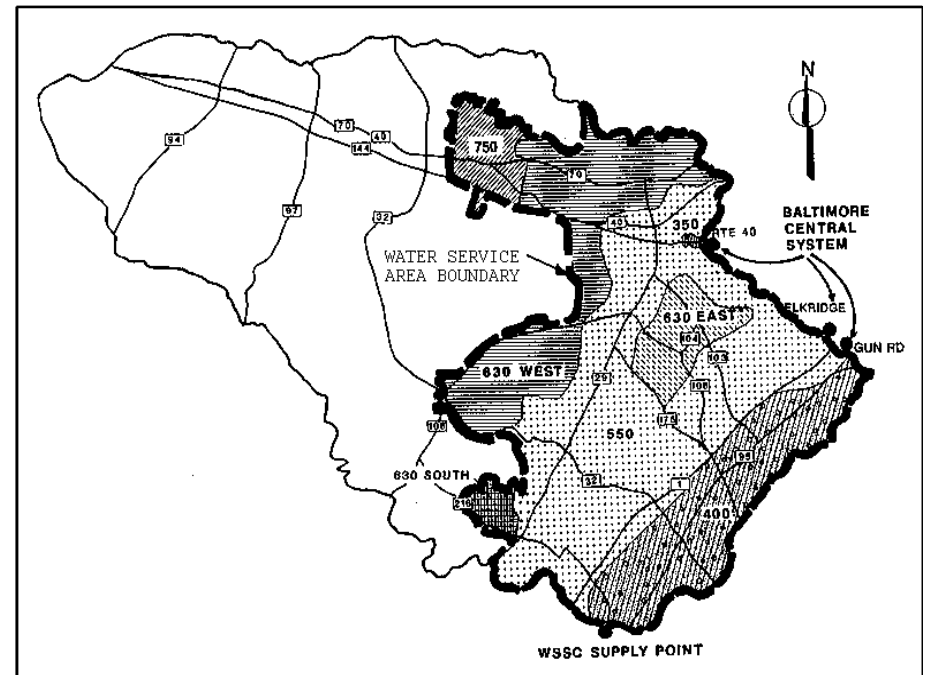 N
94
70
40
144
750
70
97
32
40
350
RTE 40
BALTIMORE
CENTRAL
SYSTEM
WATER SERVICE
AREA BOUNDARY
ELKRIDGE
630 EAST
104
GUN RD
103
630 WEST
29
108
108
175
550
95
630 SOUTH
32
1
216
400
WSSC SUPPLY POINT